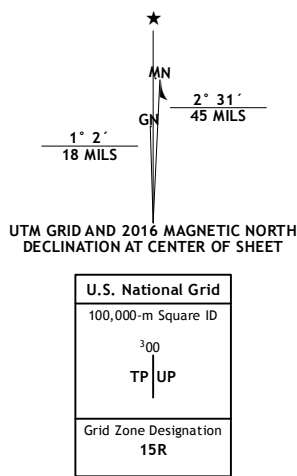 ★
MN
GN
2° 31´
45 MILS
1° 2´
18 MILS
UTM GRID AND 2016 MAGNETIC NORTH
DECLINATION AT CENTER OF SHEET
U.S. National Grid
100,000-m Square ID
³00
TP UP
Grid Zone Designation
15R